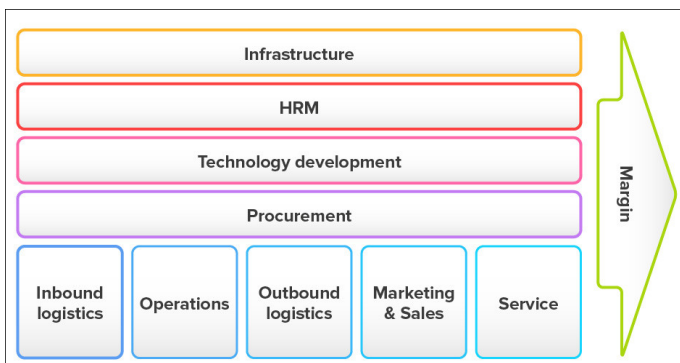 Infrastructure
HRM
Technology development
Procurement
Inbound
logistics
Operations
Outbound
logistics
Marketing
& Sales
Service
Margin